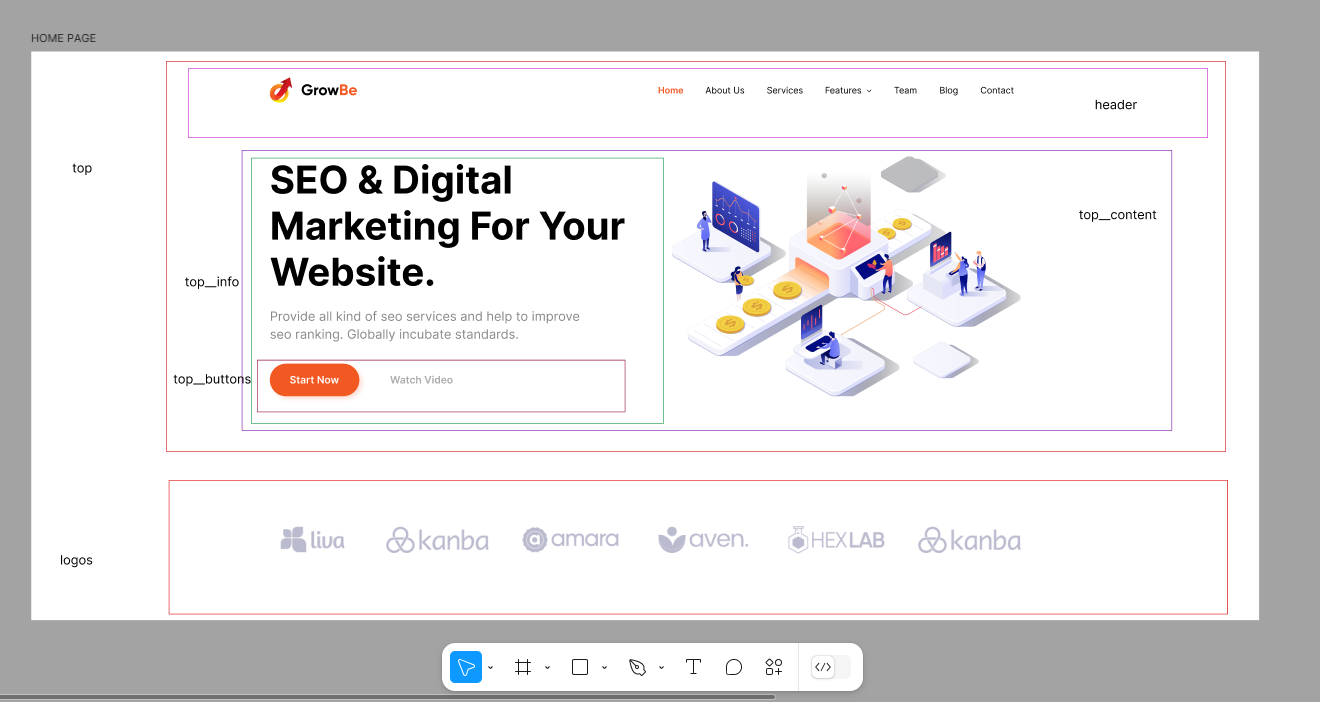 HOME PAGE
GrowBe
Home About Us Services Features Team Blog Contact
header
top
SEO & Digital
Marketing For Your
Website.
top__content
top__info
Provide all kind of seo services and help to improve
seo ranking. Globally incubate standards.
top__buttons
Start Now Watch Video
liva kanba amara aven. HEXLAB kanba
logos